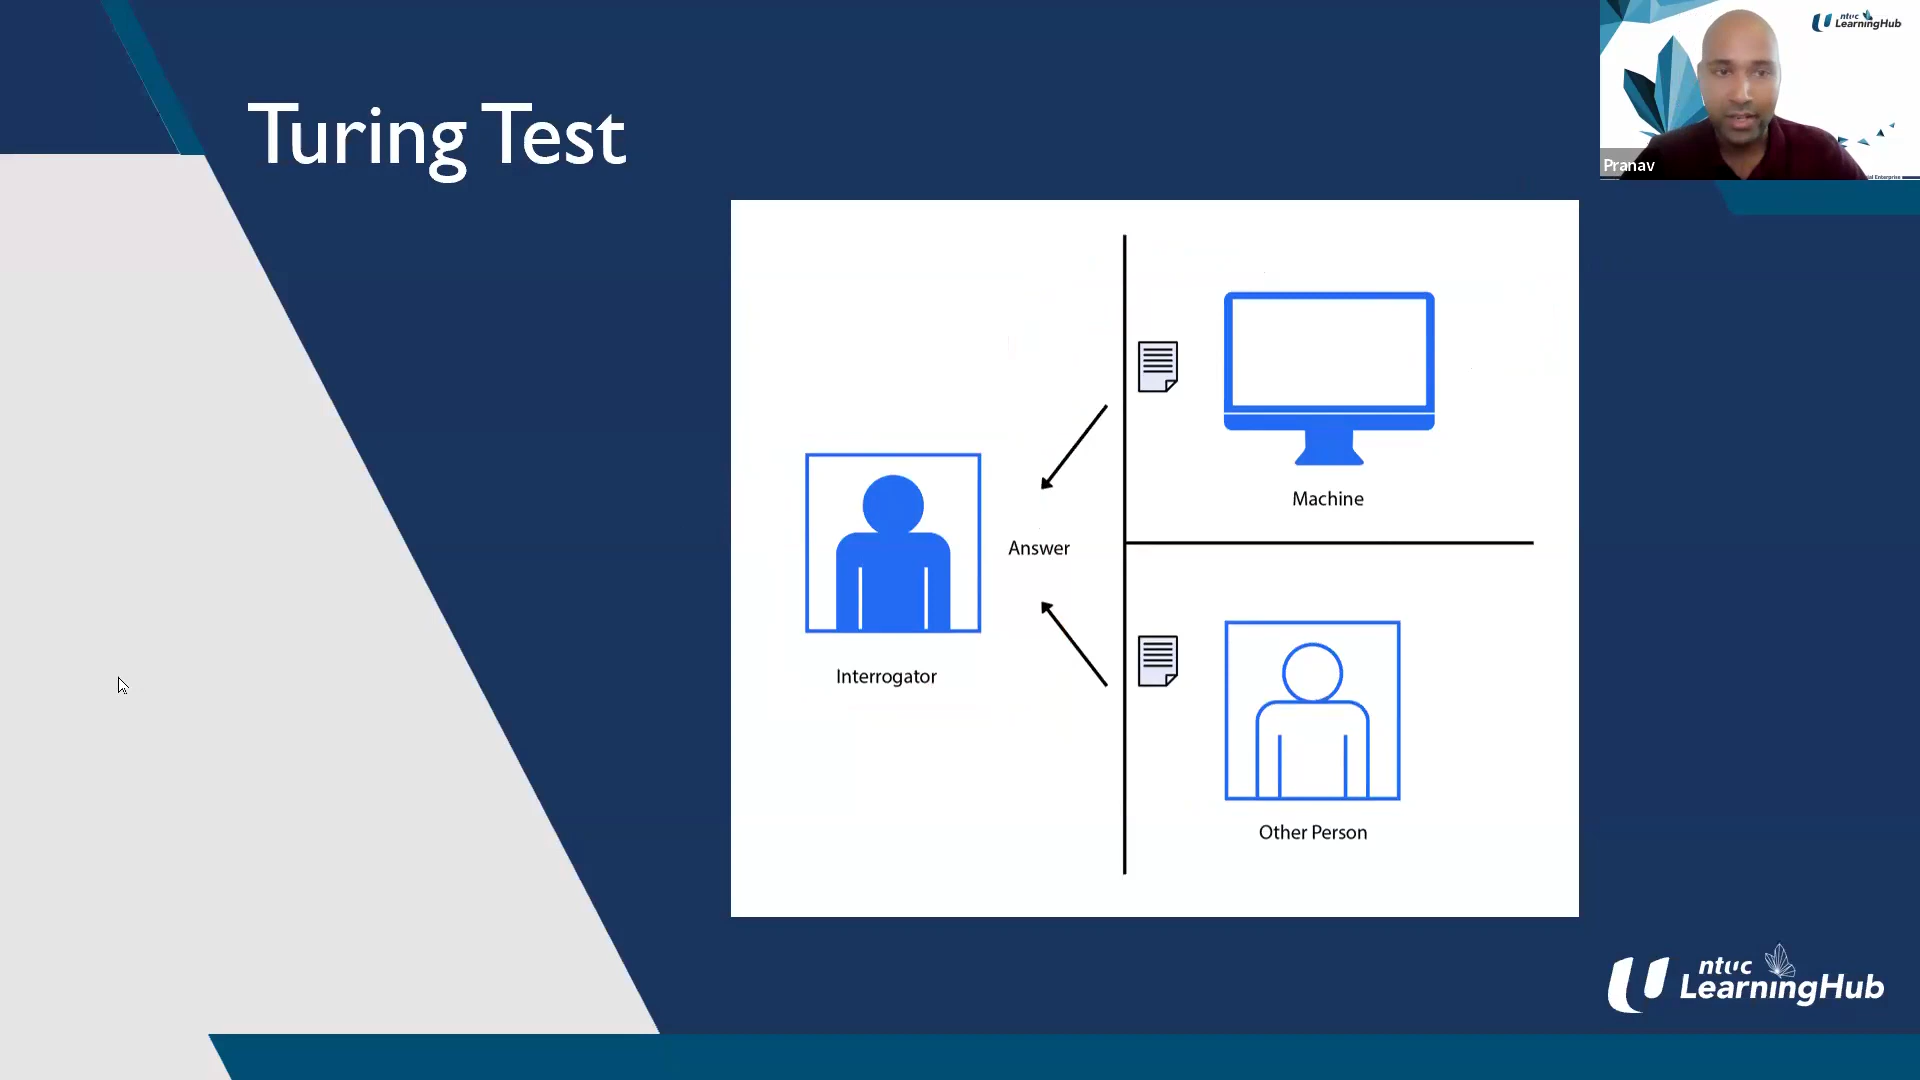 Turing Test
ntuc
LearningHub
Pranav
Machine
Answer
Interrogator
Other Person
ntuc
LearningHub